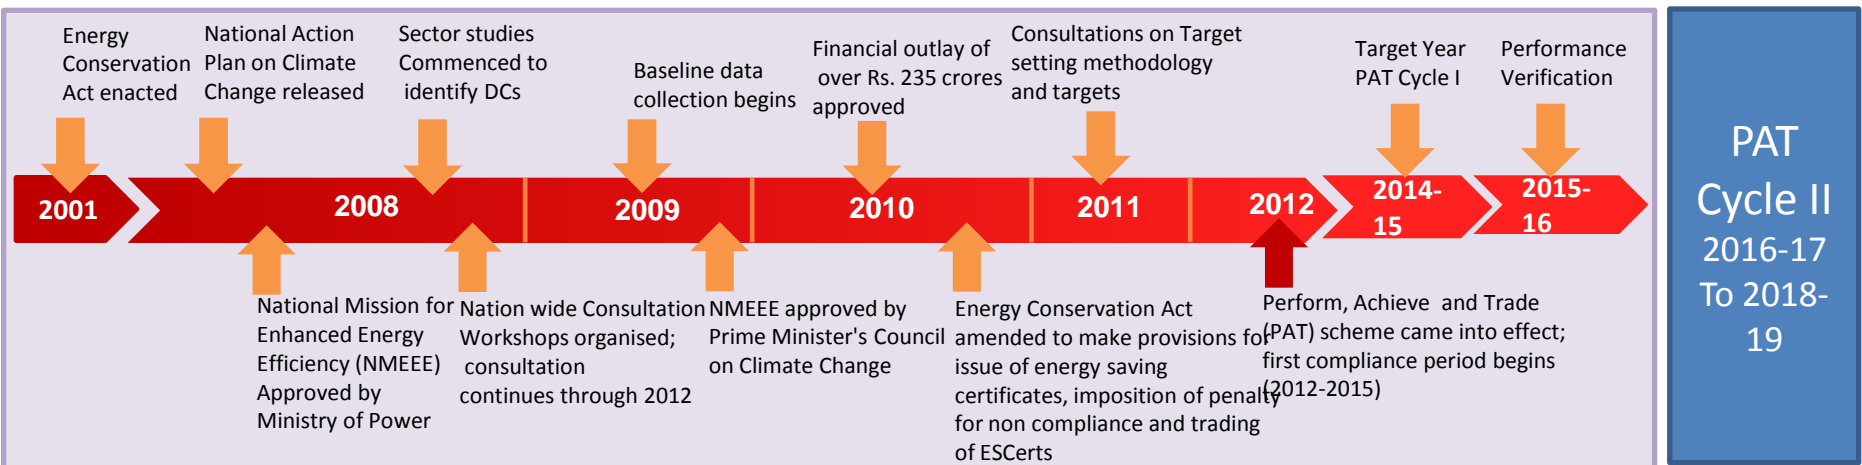 Energy
Conservation
Act enacted
National Action
Plan on Climate
Change released
Sector studies
Commenced to
identify DCs
Baseline data
collection begins
Financial outlay of
over Rs. 235 crores
approved
Consultations on Target
setting methodology
and targets
Target Year
PAT Cycle I
Performance
Verification
2001
2008
2009
2010
2011
2012
2014-
15
2015-
16
National Mission for
Enhanced Energy
Efficiency (NMEEE)
Approved by
Ministry of Power
Nation wide Consultation
Workshops organised;
consultation
continues through 2012
NMEEE approved by
Prime Minister's Council
on Climate Change
Energy Conservation Act
amended to make provisions for
issue of energy saving
certificates, imposition of penalty
for non compliance and trading
of ESCerts
Perform, Achieve and Trade
(PAT) scheme came into effect;
first compliance period begins
(2012-2015)
PAT
Cycle II
2016-17
To 2018-
19